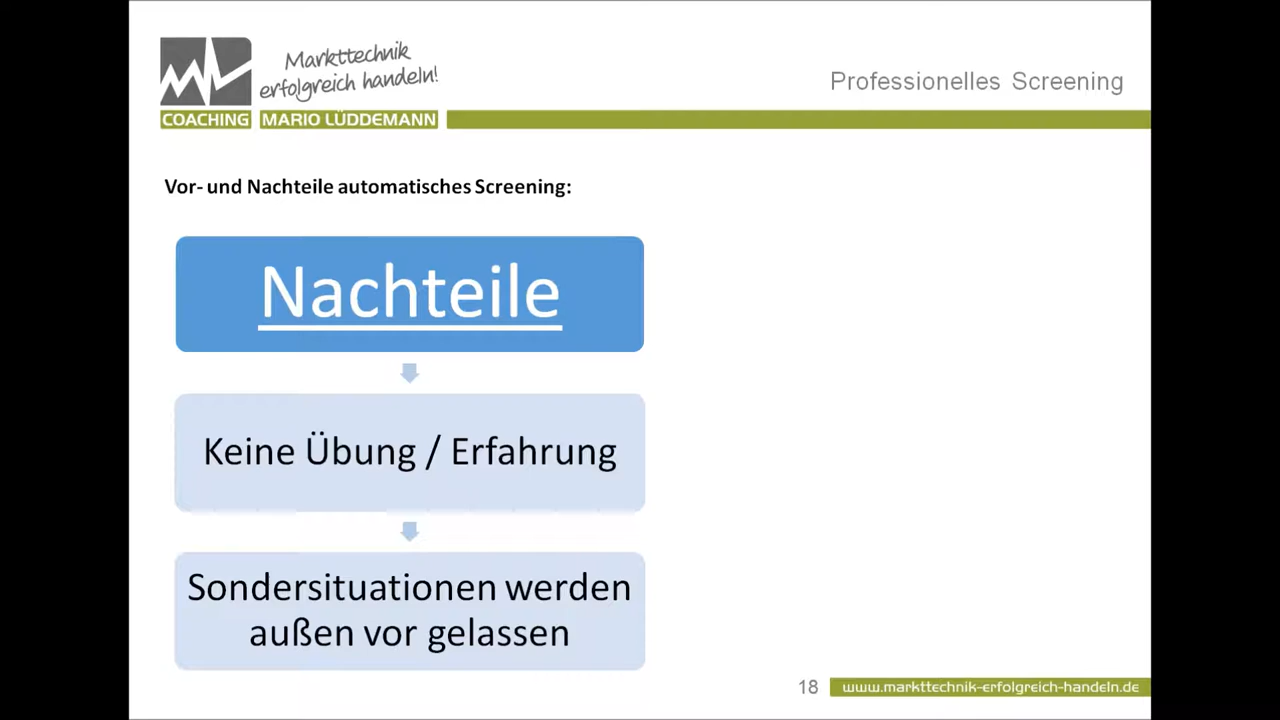 Markttechnik
erfolgreich handeln!
COACHING MARIO LÜDDEMANN
Professionelles Screening
Vor- und Nachteile automatisches Screening:
Nachteile
Keine Übung / Erfahrung
Sondersituationen werden
außen vor gelassen
18 www.markttechnik-erfolgreich-handeln.de